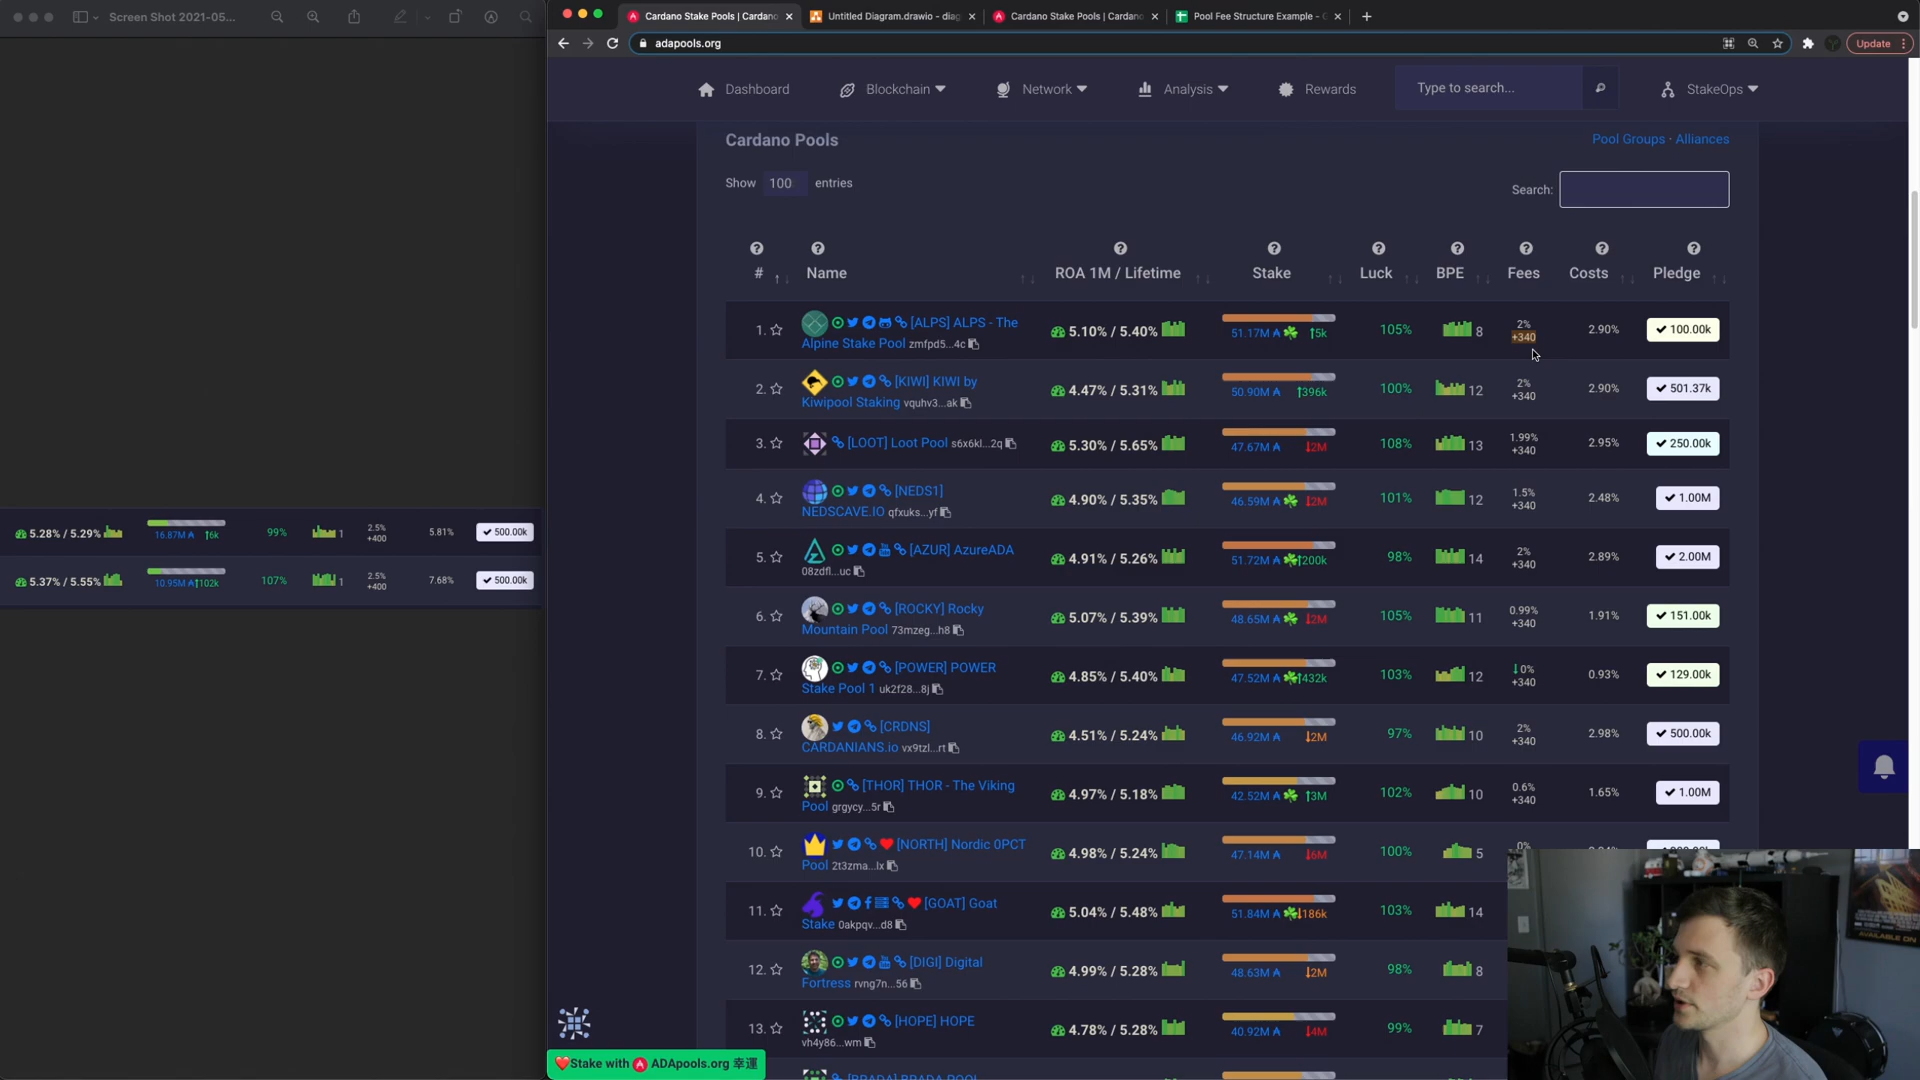 Screen Shot 2021-05...
Cardano Stake Pools | Cardano
Untitled Diagram.drawio - diag
Cardano Stake Pools | Cardano
Pool Fee Structure Example - G
adapools.org
Update
Dashboard
Blockchain
Network
Analysis
Rewards
Type to search...
StakeOps
Cardano Pools
Pool Groups · Alliances
Show 100 entries
Search:
# Name ROA 1M / Lifetime Stake Luck BPE Fees Costs Pledge
1. [ALPS] ALPS - The Alpine Stake Pool zmfpd5...4c 5.10% / 5.40% 51.17M ₳ 5k 105% 8 2% +340 2.90% 100.00k
2. [KIWI] KIWI by Kiwipool Staking vquhv3...ak 4.47% / 5.31% 50.90M ₳ 396k 100% 12 2% +340 2.90% 501.37k
3. [LOOT] Loot Pool s6x6kl...2q 5.30% / 5.65% 47.67M ₳ 2M 108% 13 1.99% +340 2.95% 250.00k
4. [NEDS1] NEDSCAVE.IO qfxuks...yf 4.90% / 5.35% 46.59M ₳ 2M 101% 12 1.5% +340 2.48% 1.00M
5. [AZUR] AzureADA 08zdfl...uc 4.91% / 5.26% 51.72M ₳ 200k 98% 14 2% +340 2.89% 2.00M
6. [ROCKY] Rocky Mountain Pool 73mzeg...h8 5.07% / 5.39% 48.65M ₳ 2M 105% 11 0.99% +340 1.91% 151.00k
7. [POWER] POWER Stake Pool 1 uk2f28...8j 4.85% / 5.40% 47.52M ₳ 432k 103% 12 0% +340 0.93% 129.00k
8. [CRDNS] CARDANIANS.io vx9tzl...rt 4.51% / 5.24% 46.92M ₳ 2M 97% 10 2% +340 2.98% 500.00k
9. [THOR] THOR - The Viking Pool grgycy...5r 4.97% / 5.18% 42.52M ₳ 3M 102% 10 0.6% +340 1.65% 1.00M
10. [NORTH] Nordic 0PCT Pool 2t3zma...lx 4.98% / 5.24% 47.14M ₳ 6M 100% 5 0%
11. [GOAT] Goat Stake 0akpqv...d8 5.04% / 5.48% 51.84M ₳ 186k 103% 14
12. [DIGI] Digital Fortress rvng7n...56 4.99% / 5.28% 48.63M ₳ 2M 98% 8
13. [HOPE] HOPE vh4y86...wm 4.78% / 5.28% 40.92M ₳ 4M 99% 7
[BRADA] BRADA POOL
5.28% / 5.29% 16.87M ₳ 6k 99% 1 2.5% +400 5.81% 500.00k
5.37% / 5.55% 10.95M ₳ 102k 107% 1 2.5% +400 7.68% 500.00k
Stake with ADApools.org 幸運
AVAILABLE ON